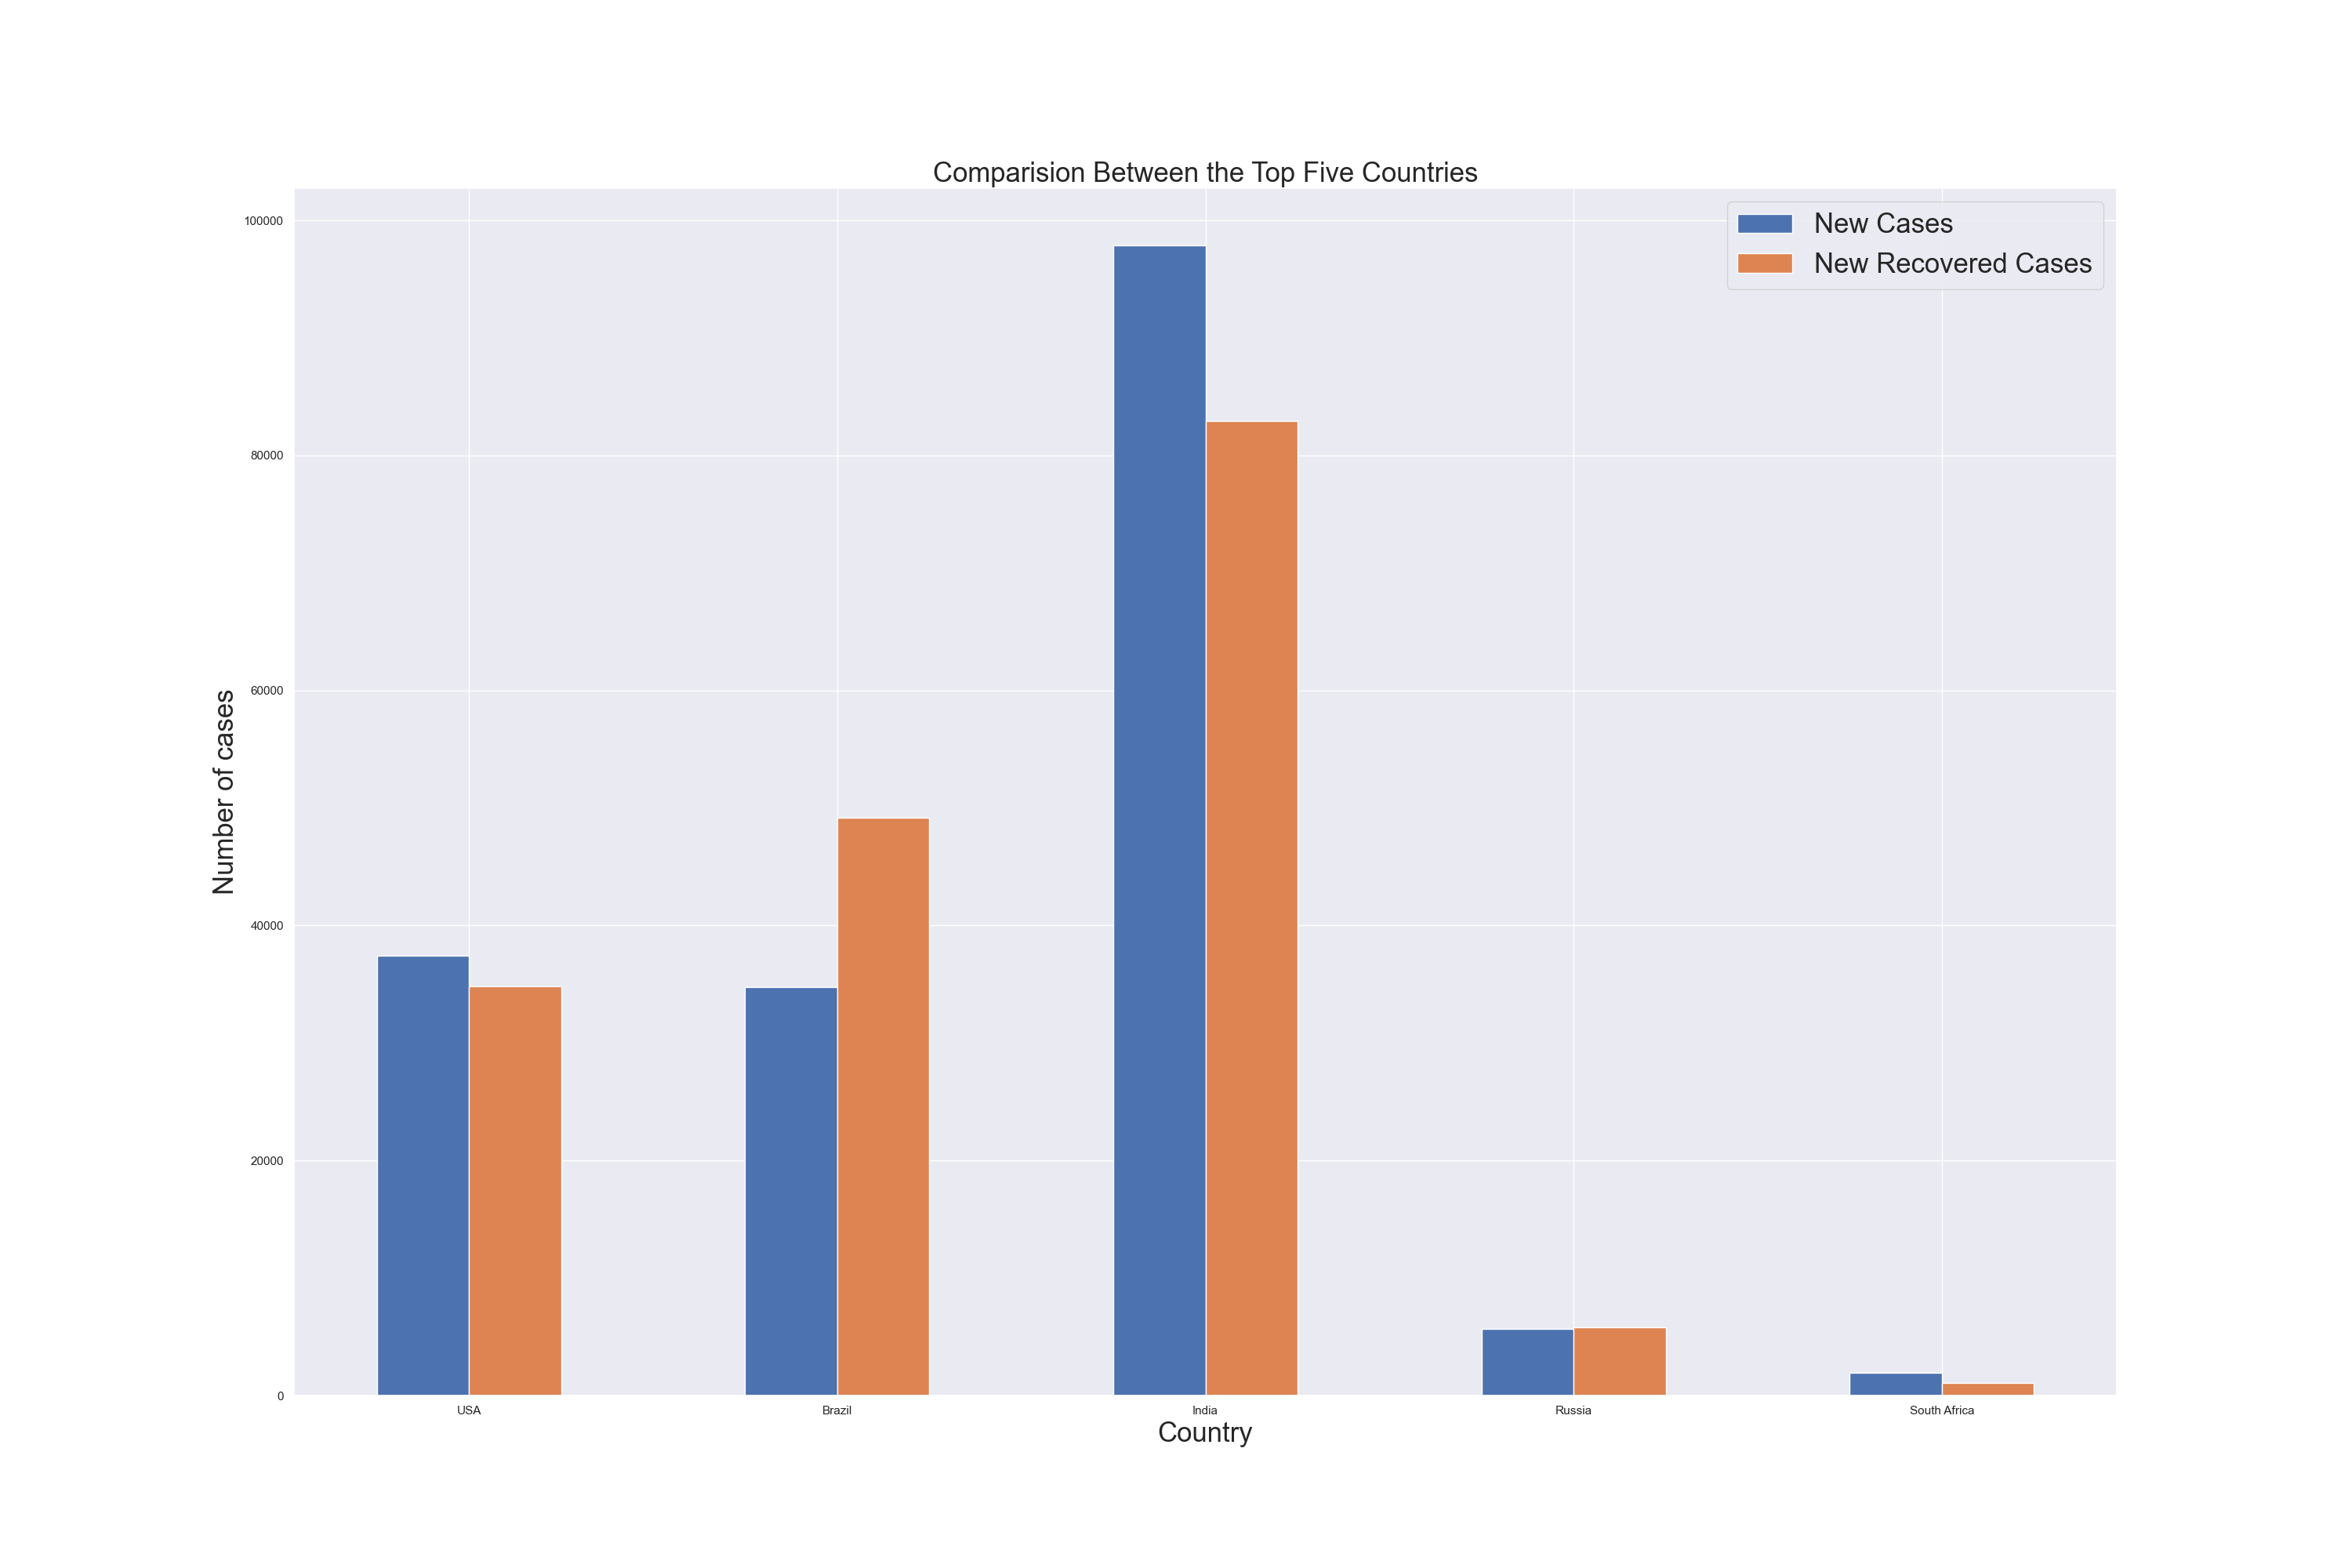 Comparision Between the Top Five Countries
New Cases
New Recovered Cases
Number of cases
100000
80000
60000
40000
20000
0
USA
Brazil
India
Russia
South Africa
Country